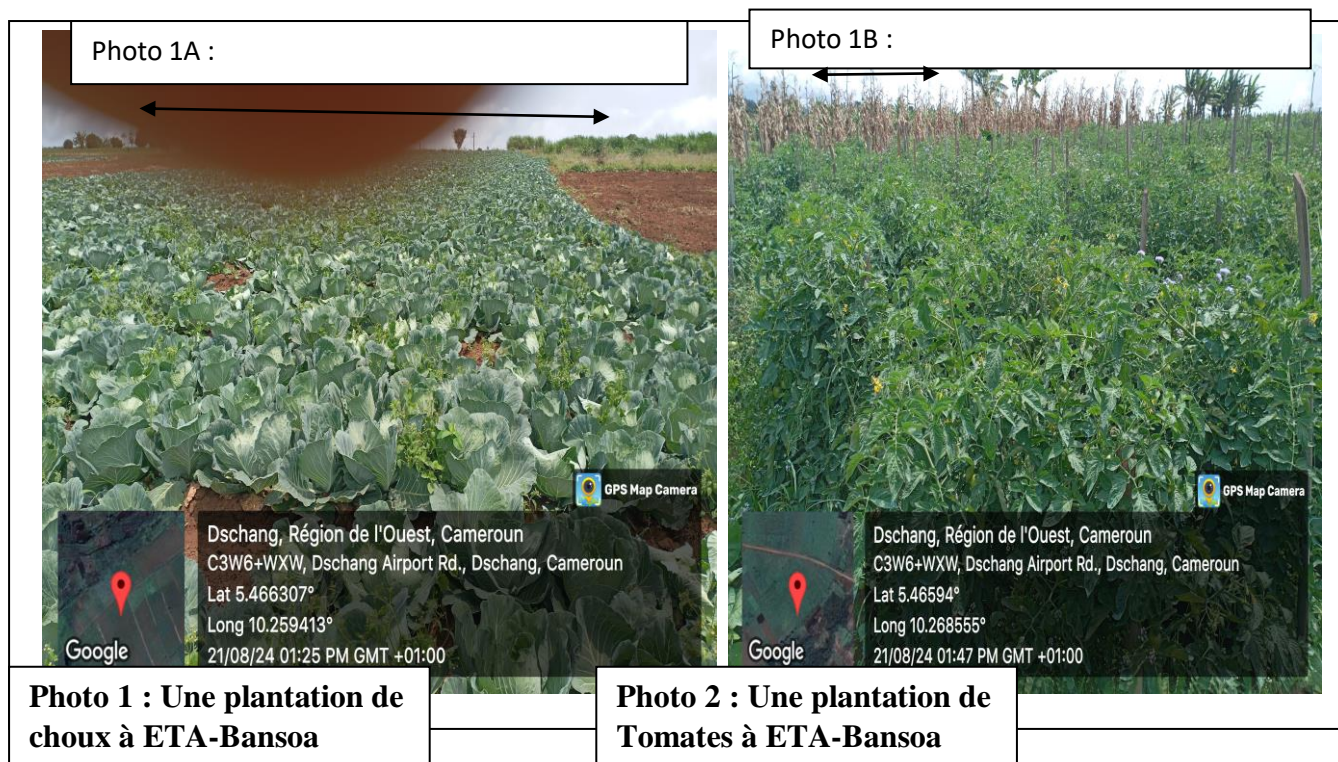 Photo 1A :
Photo 1B :
GPS Map Camera
Dschang, Région de l'Ouest, Cameroun
C3W6+WXW, Dschang Airport Rd., Dschang, Cameroun
Lat 5.466307°
Long 10.259413°
21/08/24 01:25 PM GMT +01:00
Google
GPS Map Camera
Dschang, Région de l'Ouest, Cameroun
C3W6+WXW, Dschang Airport Rd., Dschang, Cameroun
Lat 5.46594°
Long 10.268555°
21/08/24 01:47 PM GMT +01:00
Google
Photo 1 : Une plantation de
choux à ETA-Bansoa
Photo 2 : Une plantation de
Tomates à ETA-Bansoa